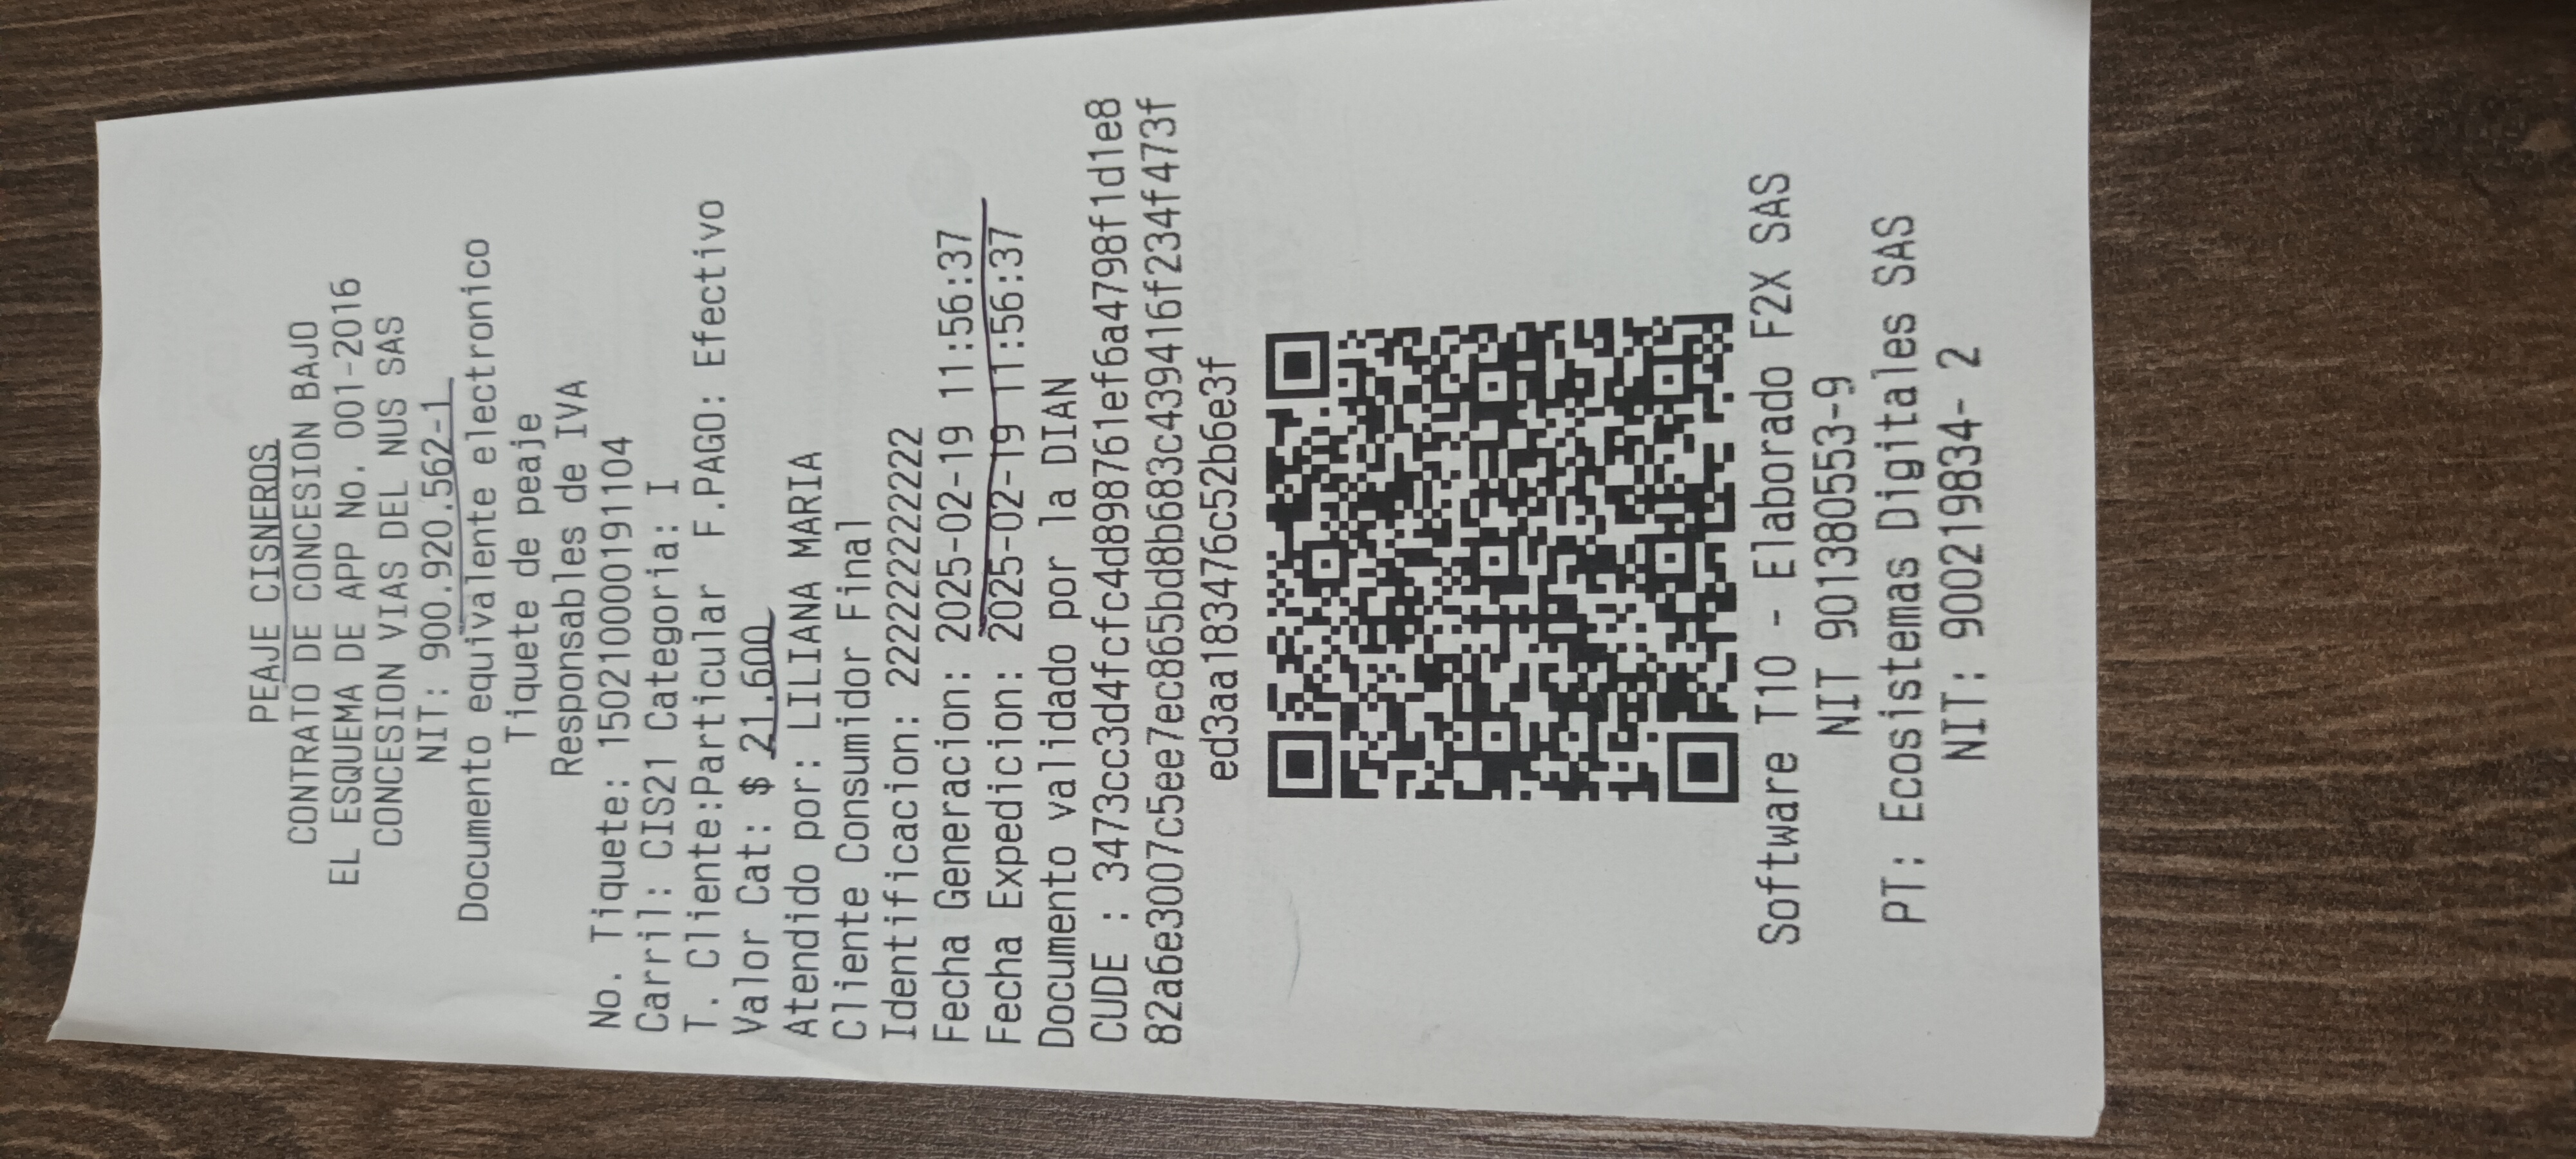 PEAJE CISNEROS
CONTRATO DE CONCESION BAJO
EL ESQUEMA DE APP No. 001-2016
CONCESION VIAS DEL NUS SAS
NIT: 900.920.562-1
Documento equivalente electronico
Tiquete de peaje
Responsables de IVA
No. Tiquete: 1502100000191104
Carril: CIS21 Categoria: I
T. Cliente:Particular F.PAGO: Efectivo
Valor Cat: $ 21.600
Atendido por: LILIANA MARIA
Cliente Consumidor Final
Identificacion: 222222222222
Fecha Generacion: 2025-02-19 11:56:37
Fecha Expedicion: 2025-02-19 11:56:37
Documento validado por la DIAN
CUDE : 3473cc3d4fcfc4d898761ef6a4798f1d1e8
82a6e3007c5ee7ec865bd8b683c439416f234f473f
ed3aa183476c52b6e3f
Software T10 - Elaborado F2X SAS
NIT 901380553-9
PT: Ecosistemas Digitales SAS
NIT: 900219834- 2